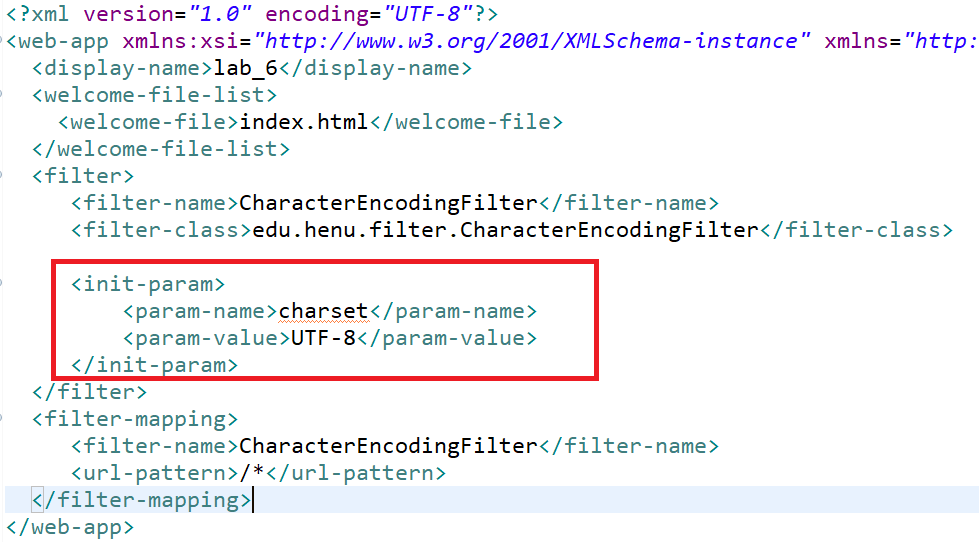 <?xml version="1.0" encoding="UTF-8"?>
<web-app xmlns:xsi="http://www.w3.org/2001/XMLSchema-instance" xmlns="http:
<display-name>lab_6</display-name>
<welcome-file-list>
<welcome-file>index.html</welcome-file>
</welcome-file-list>
<filter>
<filter-name>CharacterEncodingFilter</filter-name>
<filter-class>edu.henu.filter.CharacterEncodingFilter</filter-class>
<init-param>
<param-name>charset</param-name>
<param-value>UTF-8</param-value>
</init-param>
</filter>
<filter-mapping>
<filter-name>CharacterEncodingFilter</filter-name>
<url-pattern>/*</url-pattern>
</filter-mapping>
</web-app>